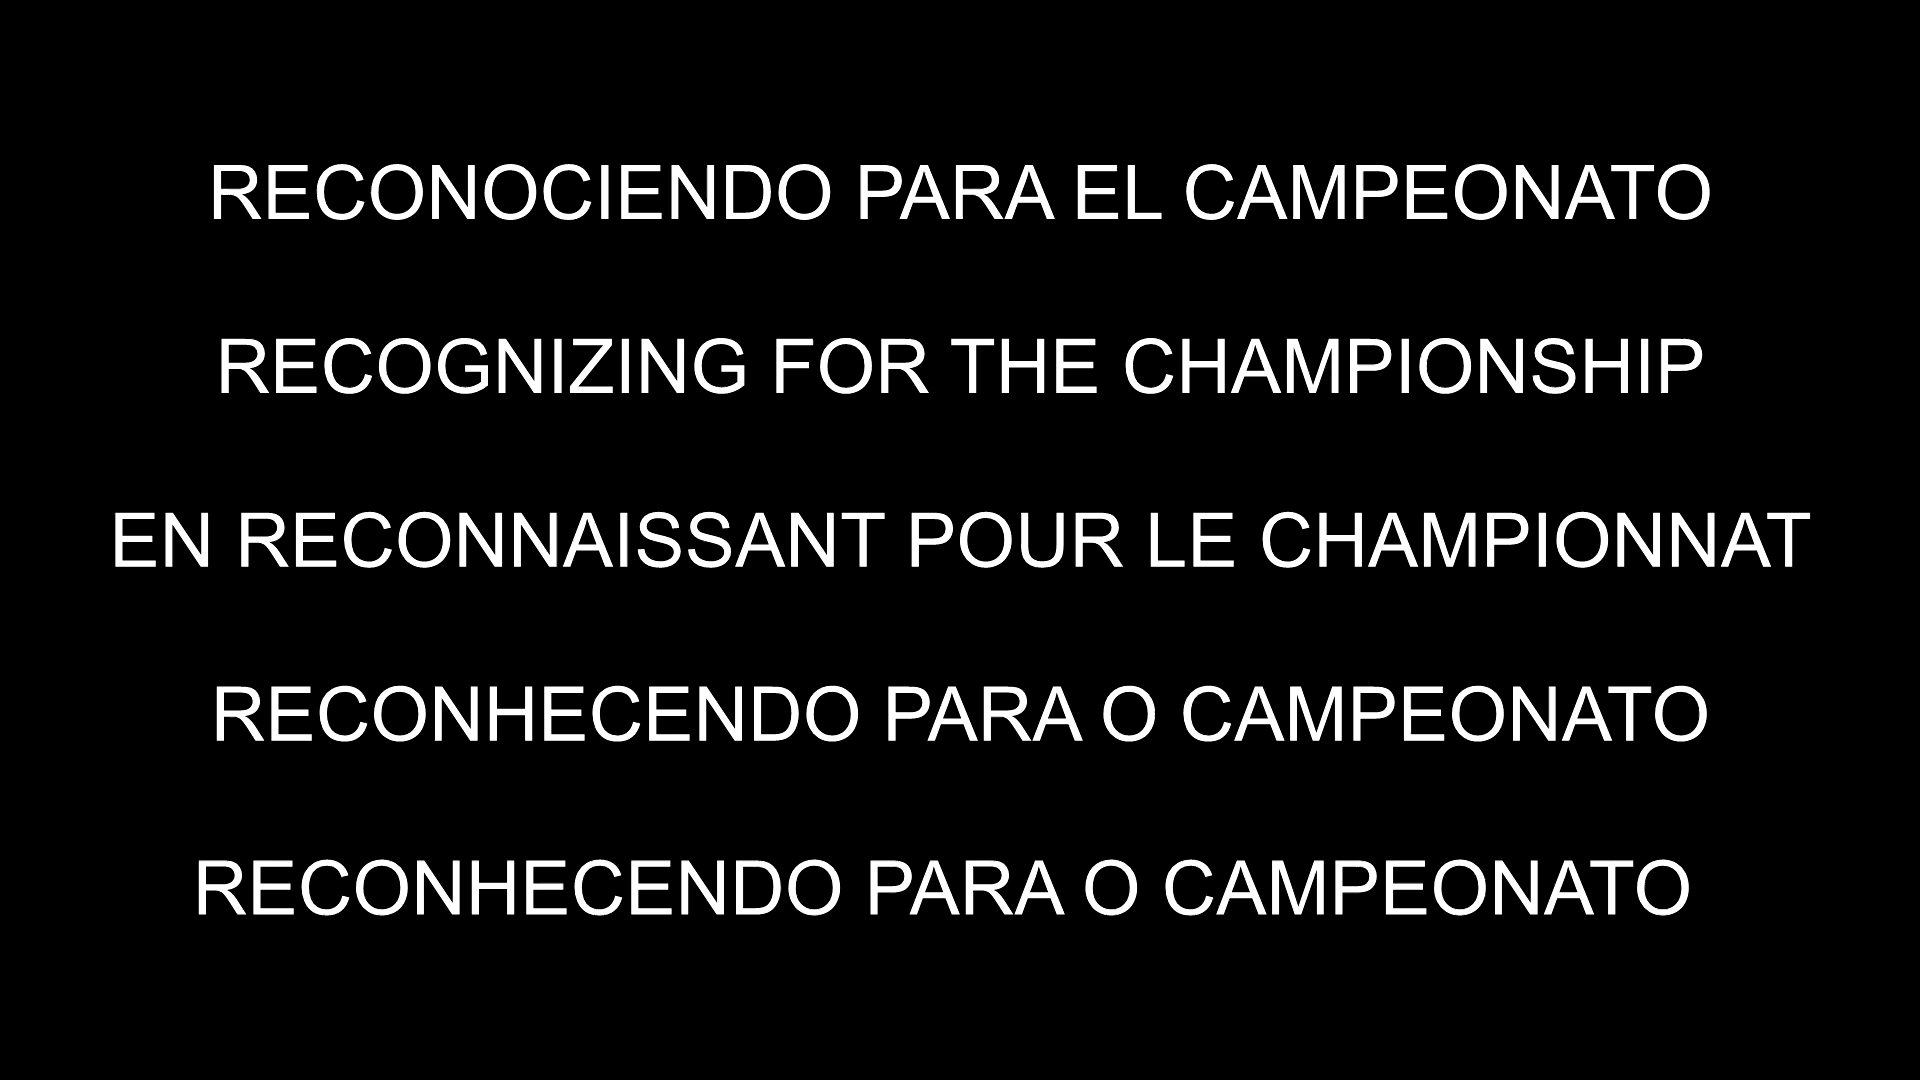 RECONOCIENDO PARA EL CAMPEONATO
RECOGNIZING FOR THE CHAMPIONSHIP
EN RECONNAISSANT POUR LE CHAMPIONNAT
RECONHECENDO PARA O CAMPEONATO
RECONHECENDO PARA O CAMPEONATO